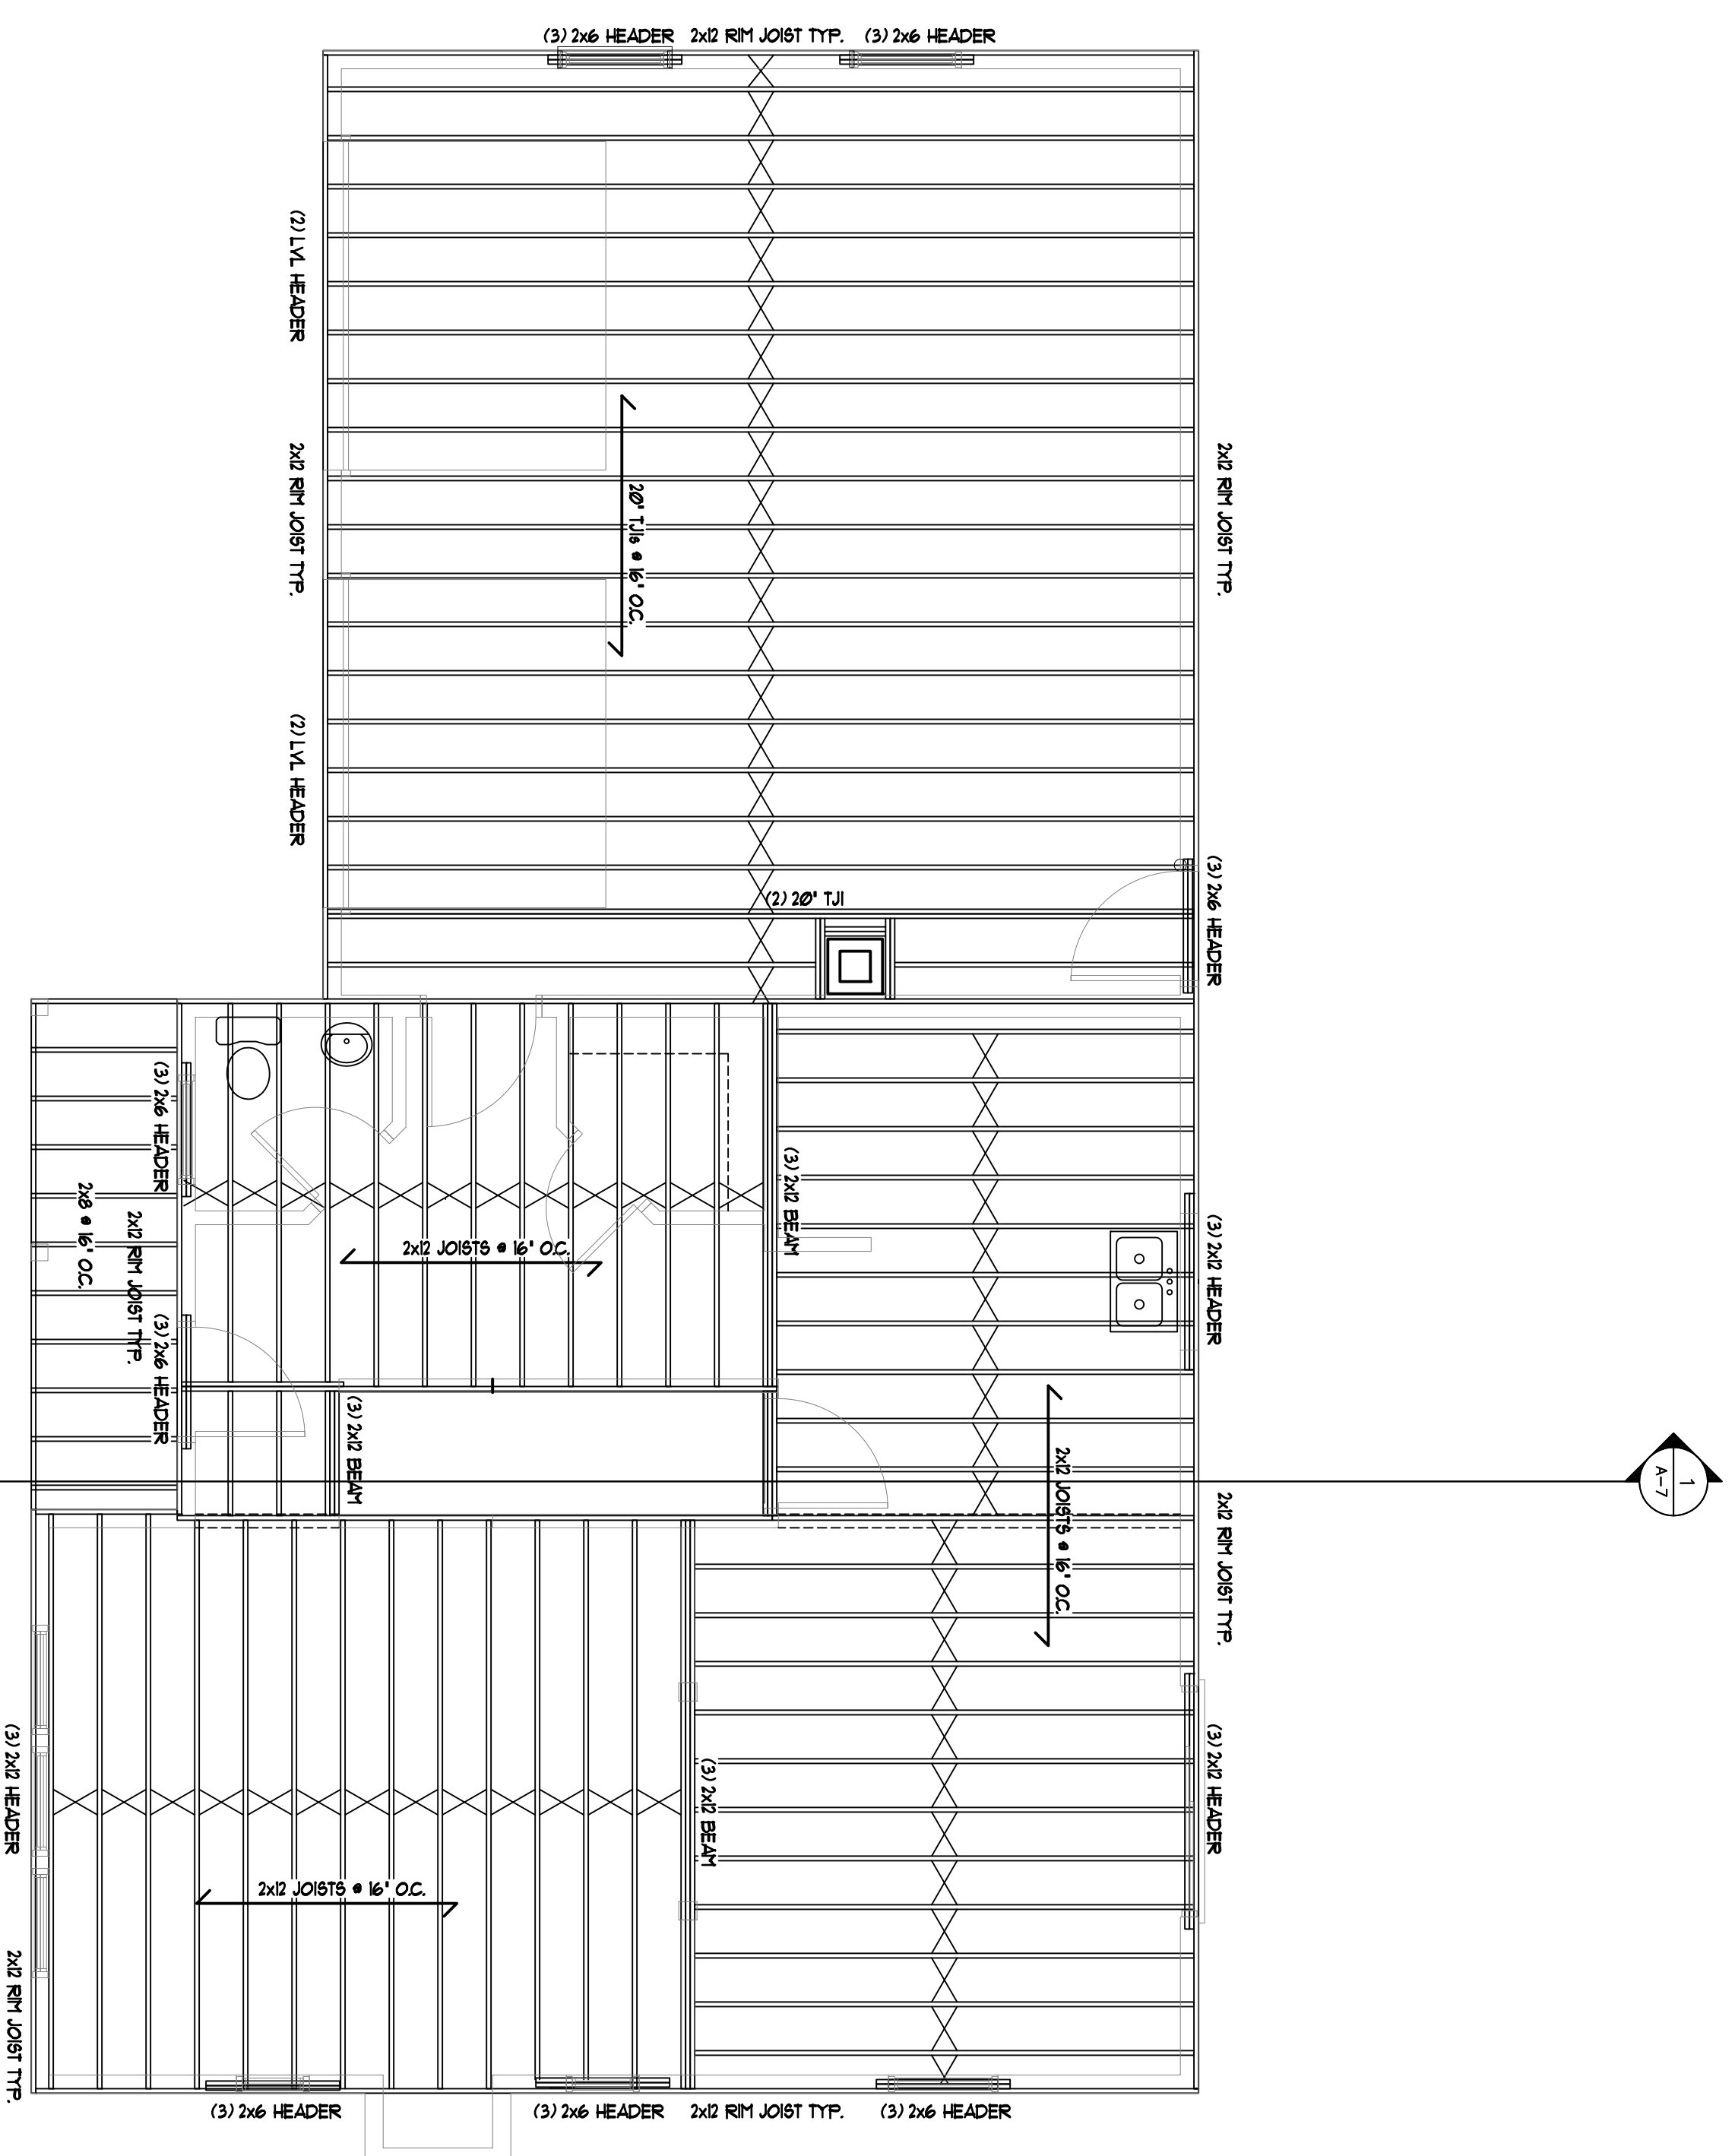 (3) 2x6 HEADER
2x12 RIM JOIST TYP.
(3) 2x6 HEADER
(2) LVL HEADER
2x12 RIM JOIST TYP.
20" TJIs @ 16" O.C.
2x12 RIM JOIST TYP.
(2) LVL HEADER
(2) 20" TJI
(3) 2x6 HEADER
(3) 2x6 HEADER
2x8 @ 16" O.C.
2x12 RIM JOIST TYP.
(3) 2x6 HEADER
2x12 JOISTS @ 16" O.C.
(3) 2x12 BEAM
(3) 2x12 HEADER
(3) 2x12 BEAM
2x12 JOISTS @ 16" O.C.
2x12 RIM JOIST TYP.
1
A-7
(3) 2x12 HEADER
(3) 2x12 BEAM
(3) 2x12 HEADER
2x12 JOISTS @ 16" O.C.
2x12 RIM JOIST TYP.
(3) 2x6 HEADER
(3) 2x6 HEADER
2x12 RIM JOIST TYP.
(3) 2x6 HEADER